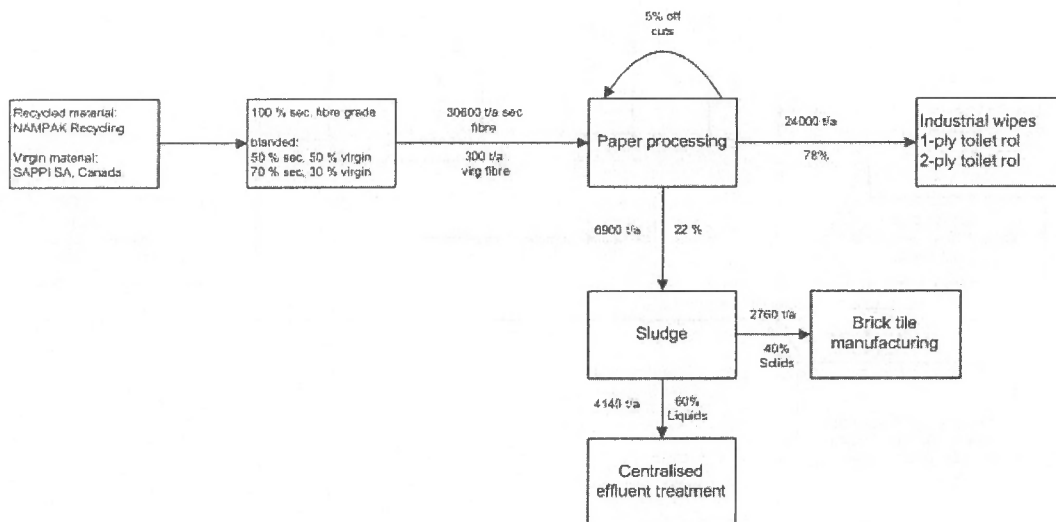 5% off
cuts
Recycled material:
NAMPAK Recycling
Virgin material:
SAPPI SA, Canada
100 % sec. fibre grade
blended:
50 % sec, 50 % virgin
70 % sec, 30 % virgin
30600 t/a sec
fibre
300 t/a
virg fibre
Paper processing
24000 t/a
78%
Industrial wipes
1-ply toilet rol
2-ply toilet rol
6900 t/a
22 %
Sludge
2760 t/a
40%
Solids
Brick tile
manufacturing
4140 t/a
60%
Liquids
Centralised
effluent treatment